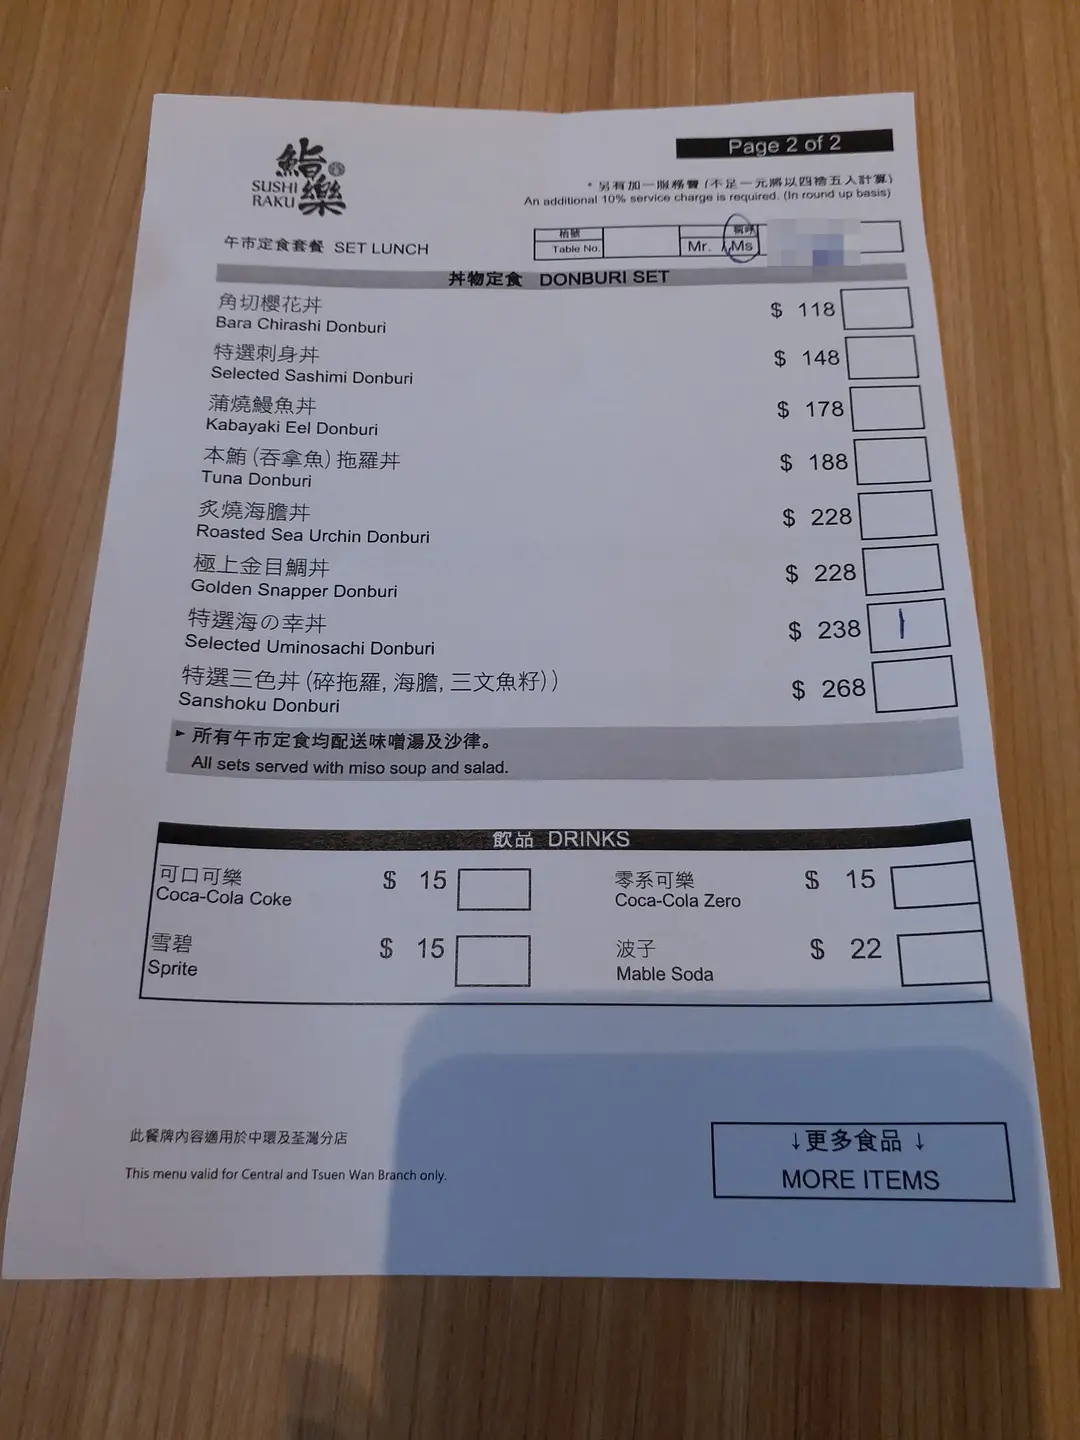 鮨樂
SUSHI
RAKU
Page 2 of 2
* 另有加一服務費 (不足一元將以四捨五入計算)
An additional 10% service charge is required. (In round up basis)
午市定食套餐 SET LUNCH
枱號
Table No.
稱呼
Mr. / Ms
丼物定食 DONBURI SET
角切櫻花丼
Bara Chirashi Donburi
$ 118
特選刺身丼
Selected Sashimi Donburi
$ 148
蒲燒鰻魚丼
Kabayaki Eel Donburi
$ 178
本鮪 (吞拿魚) 拖羅丼
Tuna Donburi
$ 188
炙燒海膽丼
Roasted Sea Urchin Donburi
$ 228
極上金目鯛丼
Golden Snapper Donburi
$ 228
特選海の幸丼
Selected Uminosachi Donburi
$ 238 1
特選三色丼 (碎拖羅, 海膽, 三文魚籽))
Sanshoku Donburi
$ 268
► 所有午市定食均配送味噌湯及沙律。
All sets served with miso soup and salad.
飲品 DRINKS
可口可樂
Coca-Cola Coke
$ 15
零系可樂
Coca-Cola Zero
$ 15
雪碧
Sprite
$ 15
波子
Mable Soda
$ 22
此餐牌內容適用於中環及荃灣分店
This menu valid for Central and Tsuen Wan Branch only.
↓更多食品 ↓
MORE ITEMS